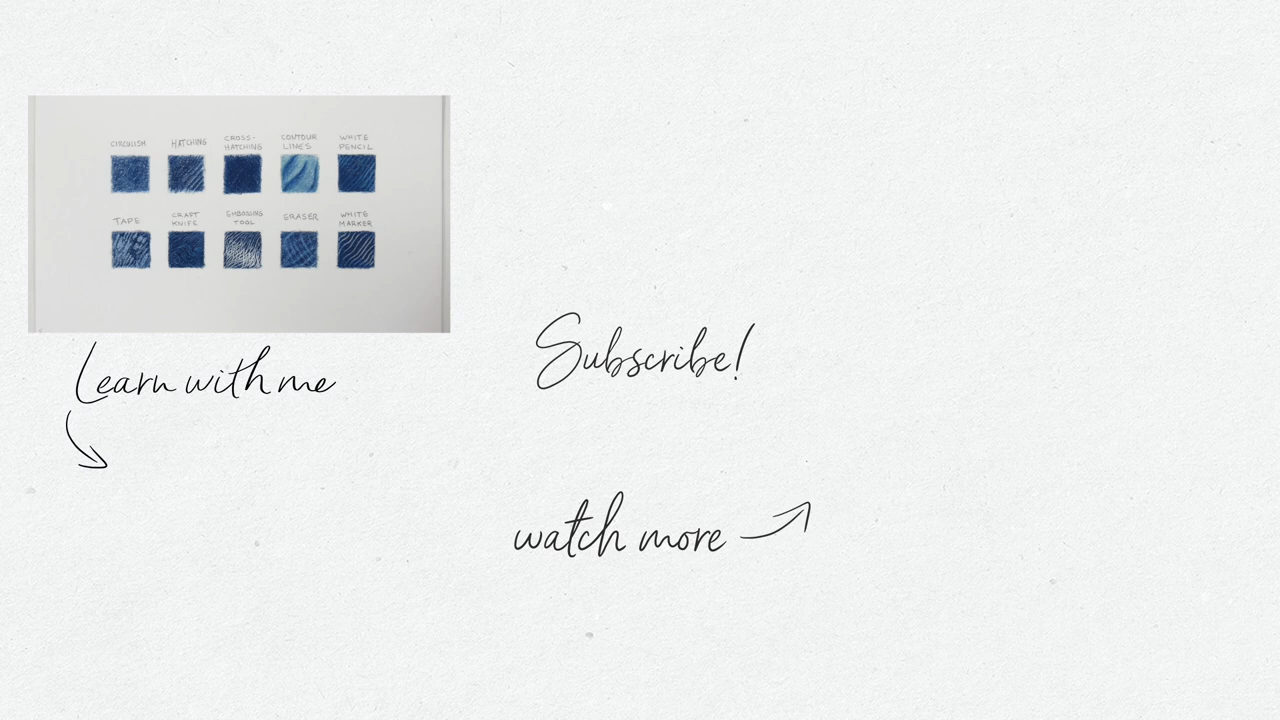 CIRCULISM
HATCHING
CROSS-
HATCHING
CONTOUR
LINES
WHITE
PENCIL
TAPE
CRAFT
KNIFE
EMBOSSING
TOOL
ERASER
WHITE
MARKER
Learn with me
Subscribe!
watch more